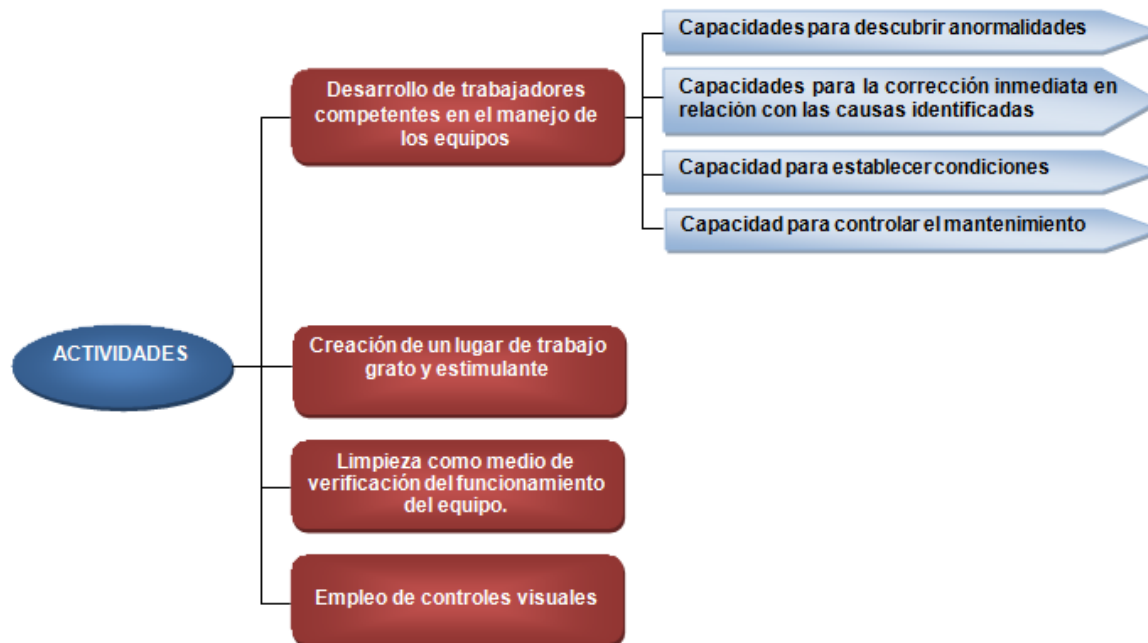 Capacidades para descubrir anormalidades
Desarrollo de trabajadores
competentes en el manejo de
los equipos
Capacidades para la corrección inmediata en
relación con las causas identificadas
Capacidad para establecer condiciones
Capacidad para controlar el mantenimiento
ACTIVIDADES
Creación de un lugar de trabajo
grato y estimulante
Limpieza como medio de
verificación del funcionamiento
del equipo.
Empleo de controles visuales